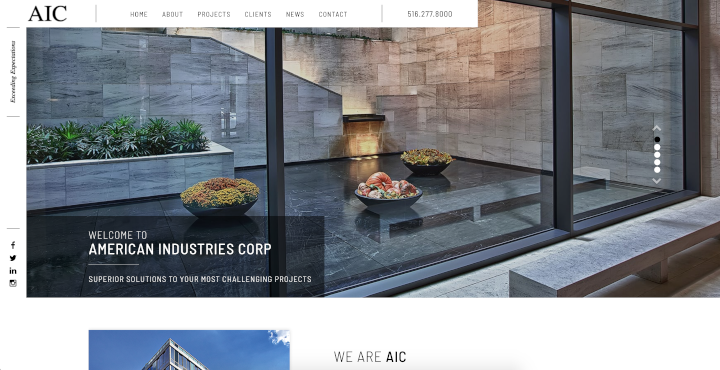 AIC
HOME ABOUT PROJECTS CLIENTS NEWS CONTACT
516.277.8000
Exceeding Expectations
WELCOME TO
AMERICAN INDUSTRIES CORP
SUPERIOR SOLUTIONS TO YOUR MOST CHALLENGING PROJECTS
WE ARE AIC